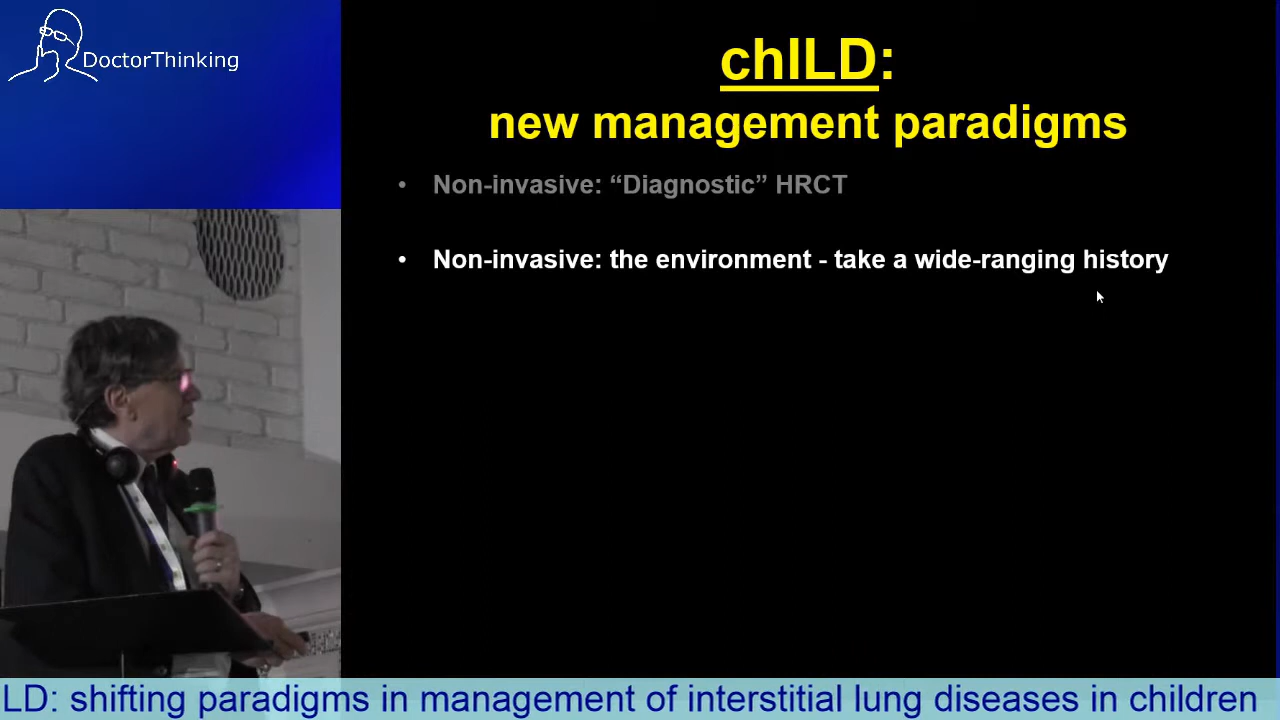 DoctorThinking
chILD:
new management paradigms
• Non-invasive: “Diagnostic” HRCT
• Non-invasive: the environment - take a wide-ranging history
LD: shifting paradigms in management of interstitial lung diseases in children